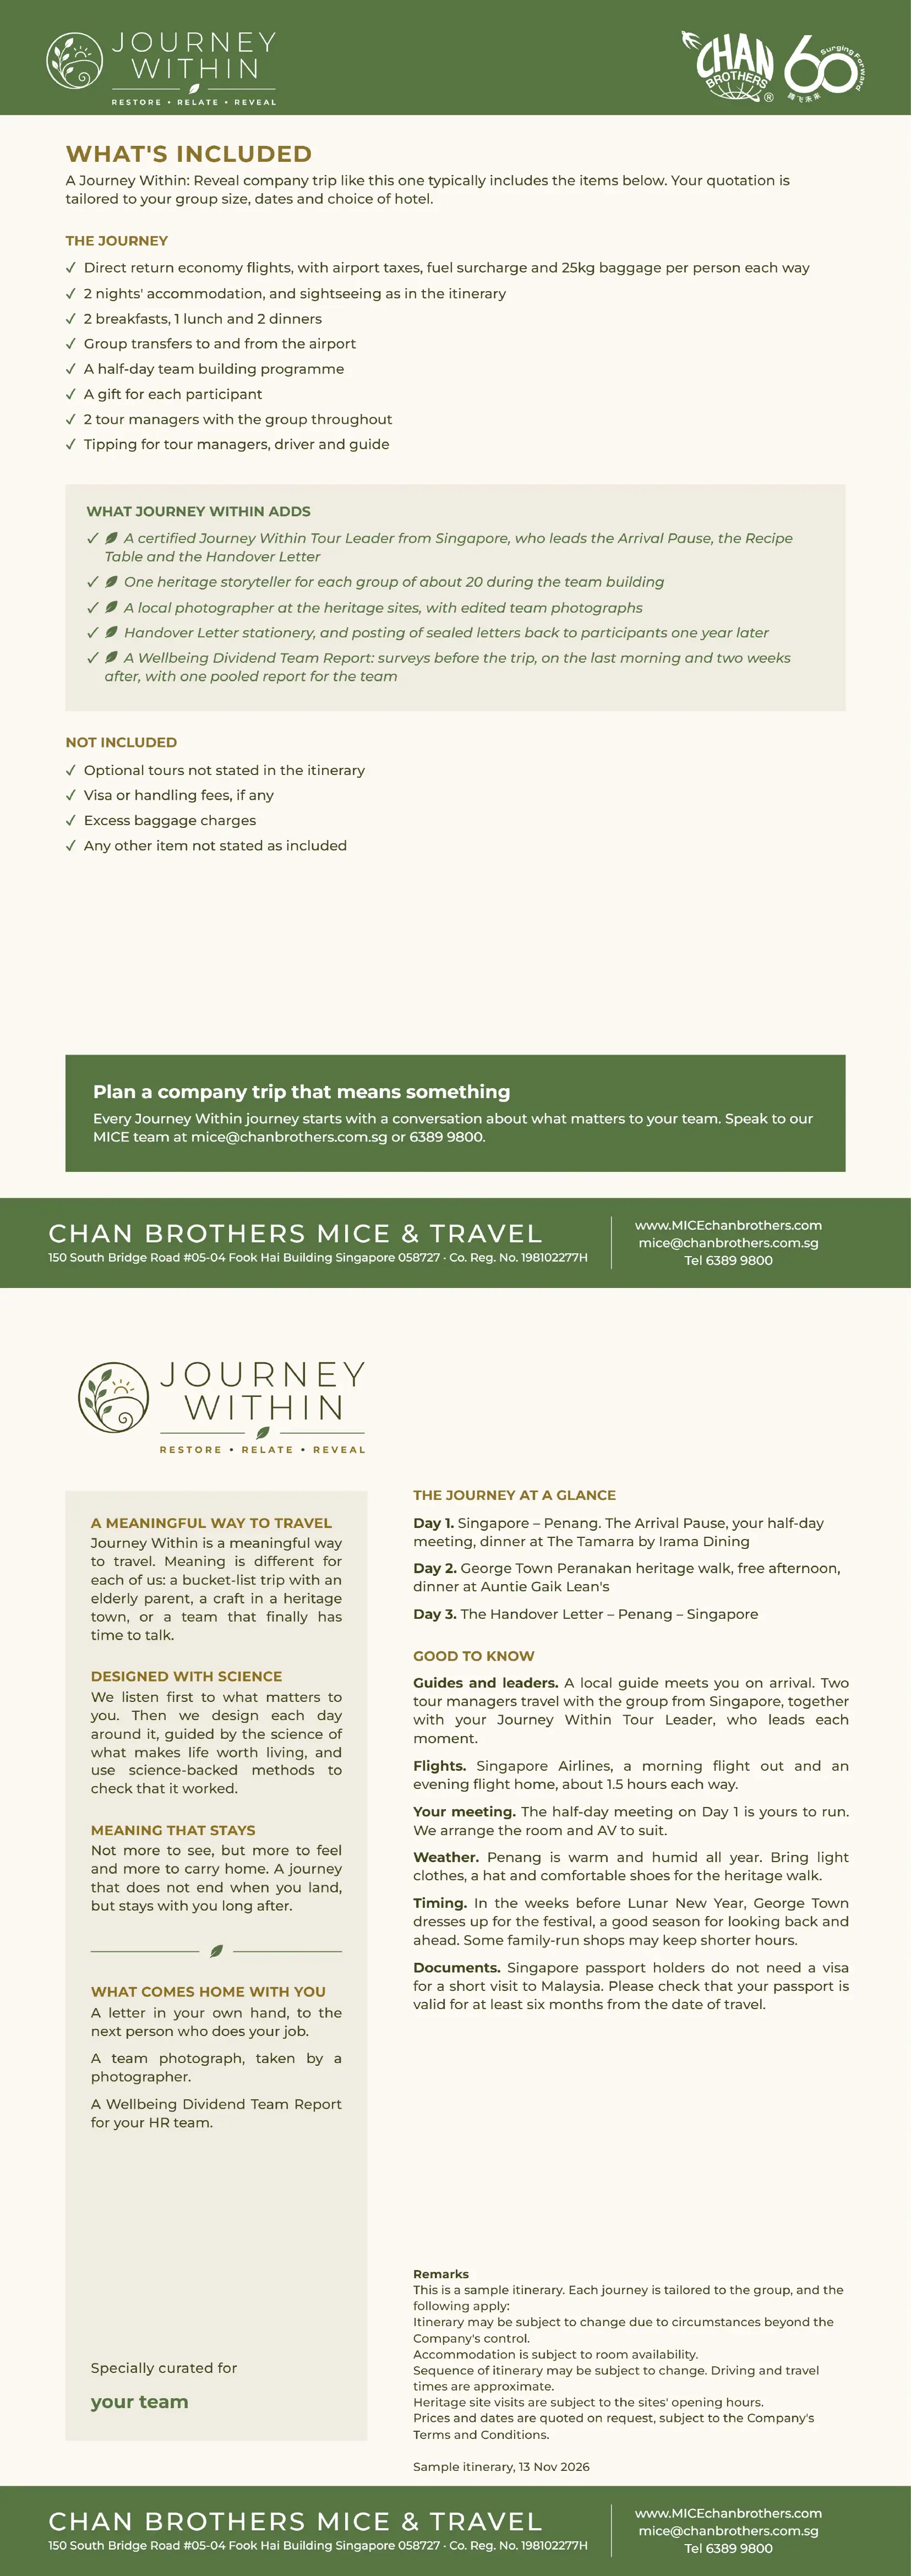 JOURNEY
WITHIN
RESTORE • RELATE • REVEAL
CHAN
BROTHERS
®
60
Surging Forward
腾飞未来
WHAT'S INCLUDED
A Journey Within: Reveal company trip like this one typically includes the items below. Your quotation is
tailored to your group size, dates and choice of hotel.
THE JOURNEY
✓ Direct return economy flights, with airport taxes, fuel surcharge and 25kg baggage per person each way
✓ 2 nights' accommodation, and sightseeing as in the itinerary
✓ 2 breakfasts, 1 lunch and 2 dinners
✓ Group transfers to and from the airport
✓ A half-day team building programme
✓ A gift for each participant
✓ 2 tour managers with the group throughout
✓ Tipping for tour managers, driver and guide
WHAT JOURNEY WITHIN ADDS
✓ A certified Journey Within Tour Leader from Singapore, who leads the Arrival Pause, the Recipe
Table and the Handover Letter
✓ One heritage storyteller for each group of about 20 during the team building
✓ A local photographer at the heritage sites, with edited team photographs
✓ Handover Letter stationery, and posting of sealed letters back to participants one year later
✓ A Wellbeing Dividend Team Report: surveys before the trip, on the last morning and two weeks
after, with one pooled report for the team
NOT INCLUDED
✓ Optional tours not stated in the itinerary
✓ Visa or handling fees, if any
✓ Excess baggage charges
✓ Any other item not stated as included
Plan a company trip that means something
Every Journey Within journey starts with a conversation about what matters to your team. Speak to our
MICE team at mice@chanbrothers.com.sg or 6389 9800.
CHAN BROTHERS MICE & TRAVEL
150 South Bridge Road #05-04 Fook Hai Building Singapore 058727 · Co. Reg. No. 198102277H
www.MICEchanbrothers.com
mice@chanbrothers.com.sg
Tel 6389 9800
JOURNEY
WITHIN
RESTORE • RELATE • REVEAL
A MEANINGFUL WAY TO TRAVEL
Journey Within is a meaningful way
to travel. Meaning is different for
each of us: a bucket-list trip with an
elderly parent, a craft in a heritage
town, or a team that finally has
time to talk.
DESIGNED WITH SCIENCE
We listen first to what matters to
you. Then we design each day
around it, guided by the science of
what makes life worth living, and
use science-backed methods to
check that it worked.
MEANING THAT STAYS
Not more to see, but more to feel
and more to carry home. A journey
that does not end when you land,
but stays with you long after.
WHAT COMES HOME WITH YOU
A letter in your own hand, to the
next person who does your job.
A team photograph, taken by a
photographer.
A Wellbeing Dividend Team Report
for your HR team.
Specially curated for
your team
THE JOURNEY AT A GLANCE
Day 1. Singapore – Penang. The Arrival Pause, your half-day
meeting, dinner at The Tamarra by Irama Dining
Day 2. George Town Peranakan heritage walk, free afternoon,
dinner at Auntie Gaik Lean's
Day 3. The Handover Letter – Penang – Singapore
GOOD TO KNOW
Guides and leaders. A local guide meets you on arrival. Two
tour managers travel with the group from Singapore, together
with your Journey Within Tour Leader, who leads each
moment.
Flights. Singapore Airlines, a morning flight out and an
evening flight home, about 1.5 hours each way.
Your meeting. The half-day meeting on Day 1 is yours to run.
We arrange the room and AV to suit.
Weather. Penang is warm and humid all year. Bring light
clothes, a hat and comfortable shoes for the heritage walk.
Timing. In the weeks before Lunar New Year, George Town
dresses up for the festival, a good season for looking back and
ahead. Some family-run shops may keep shorter hours.
Documents. Singapore passport holders do not need a visa
for a short visit to Malaysia. Please check that your passport is
valid for at least six months from the date of travel.
Remarks
This is a sample itinerary. Each journey is tailored to the group, and the
following apply:
Itinerary may be subject to change due to circumstances beyond the
Company's control.
Accommodation is subject to room availability.
Sequence of itinerary may be subject to change. Driving and travel
times are approximate.
Heritage site visits are subject to the sites' opening hours.
Prices and dates are quoted on request, subject to the Company's
Terms and Conditions.
Sample itinerary, 13 Nov 2026
CHAN BROTHERS MICE & TRAVEL
150 South Bridge Road #05-04 Fook Hai Building Singapore 058727 · Co. Reg. No. 198102277H
www.MICEchanbrothers.com
mice@chanbrothers.com.sg
Tel 6389 9800